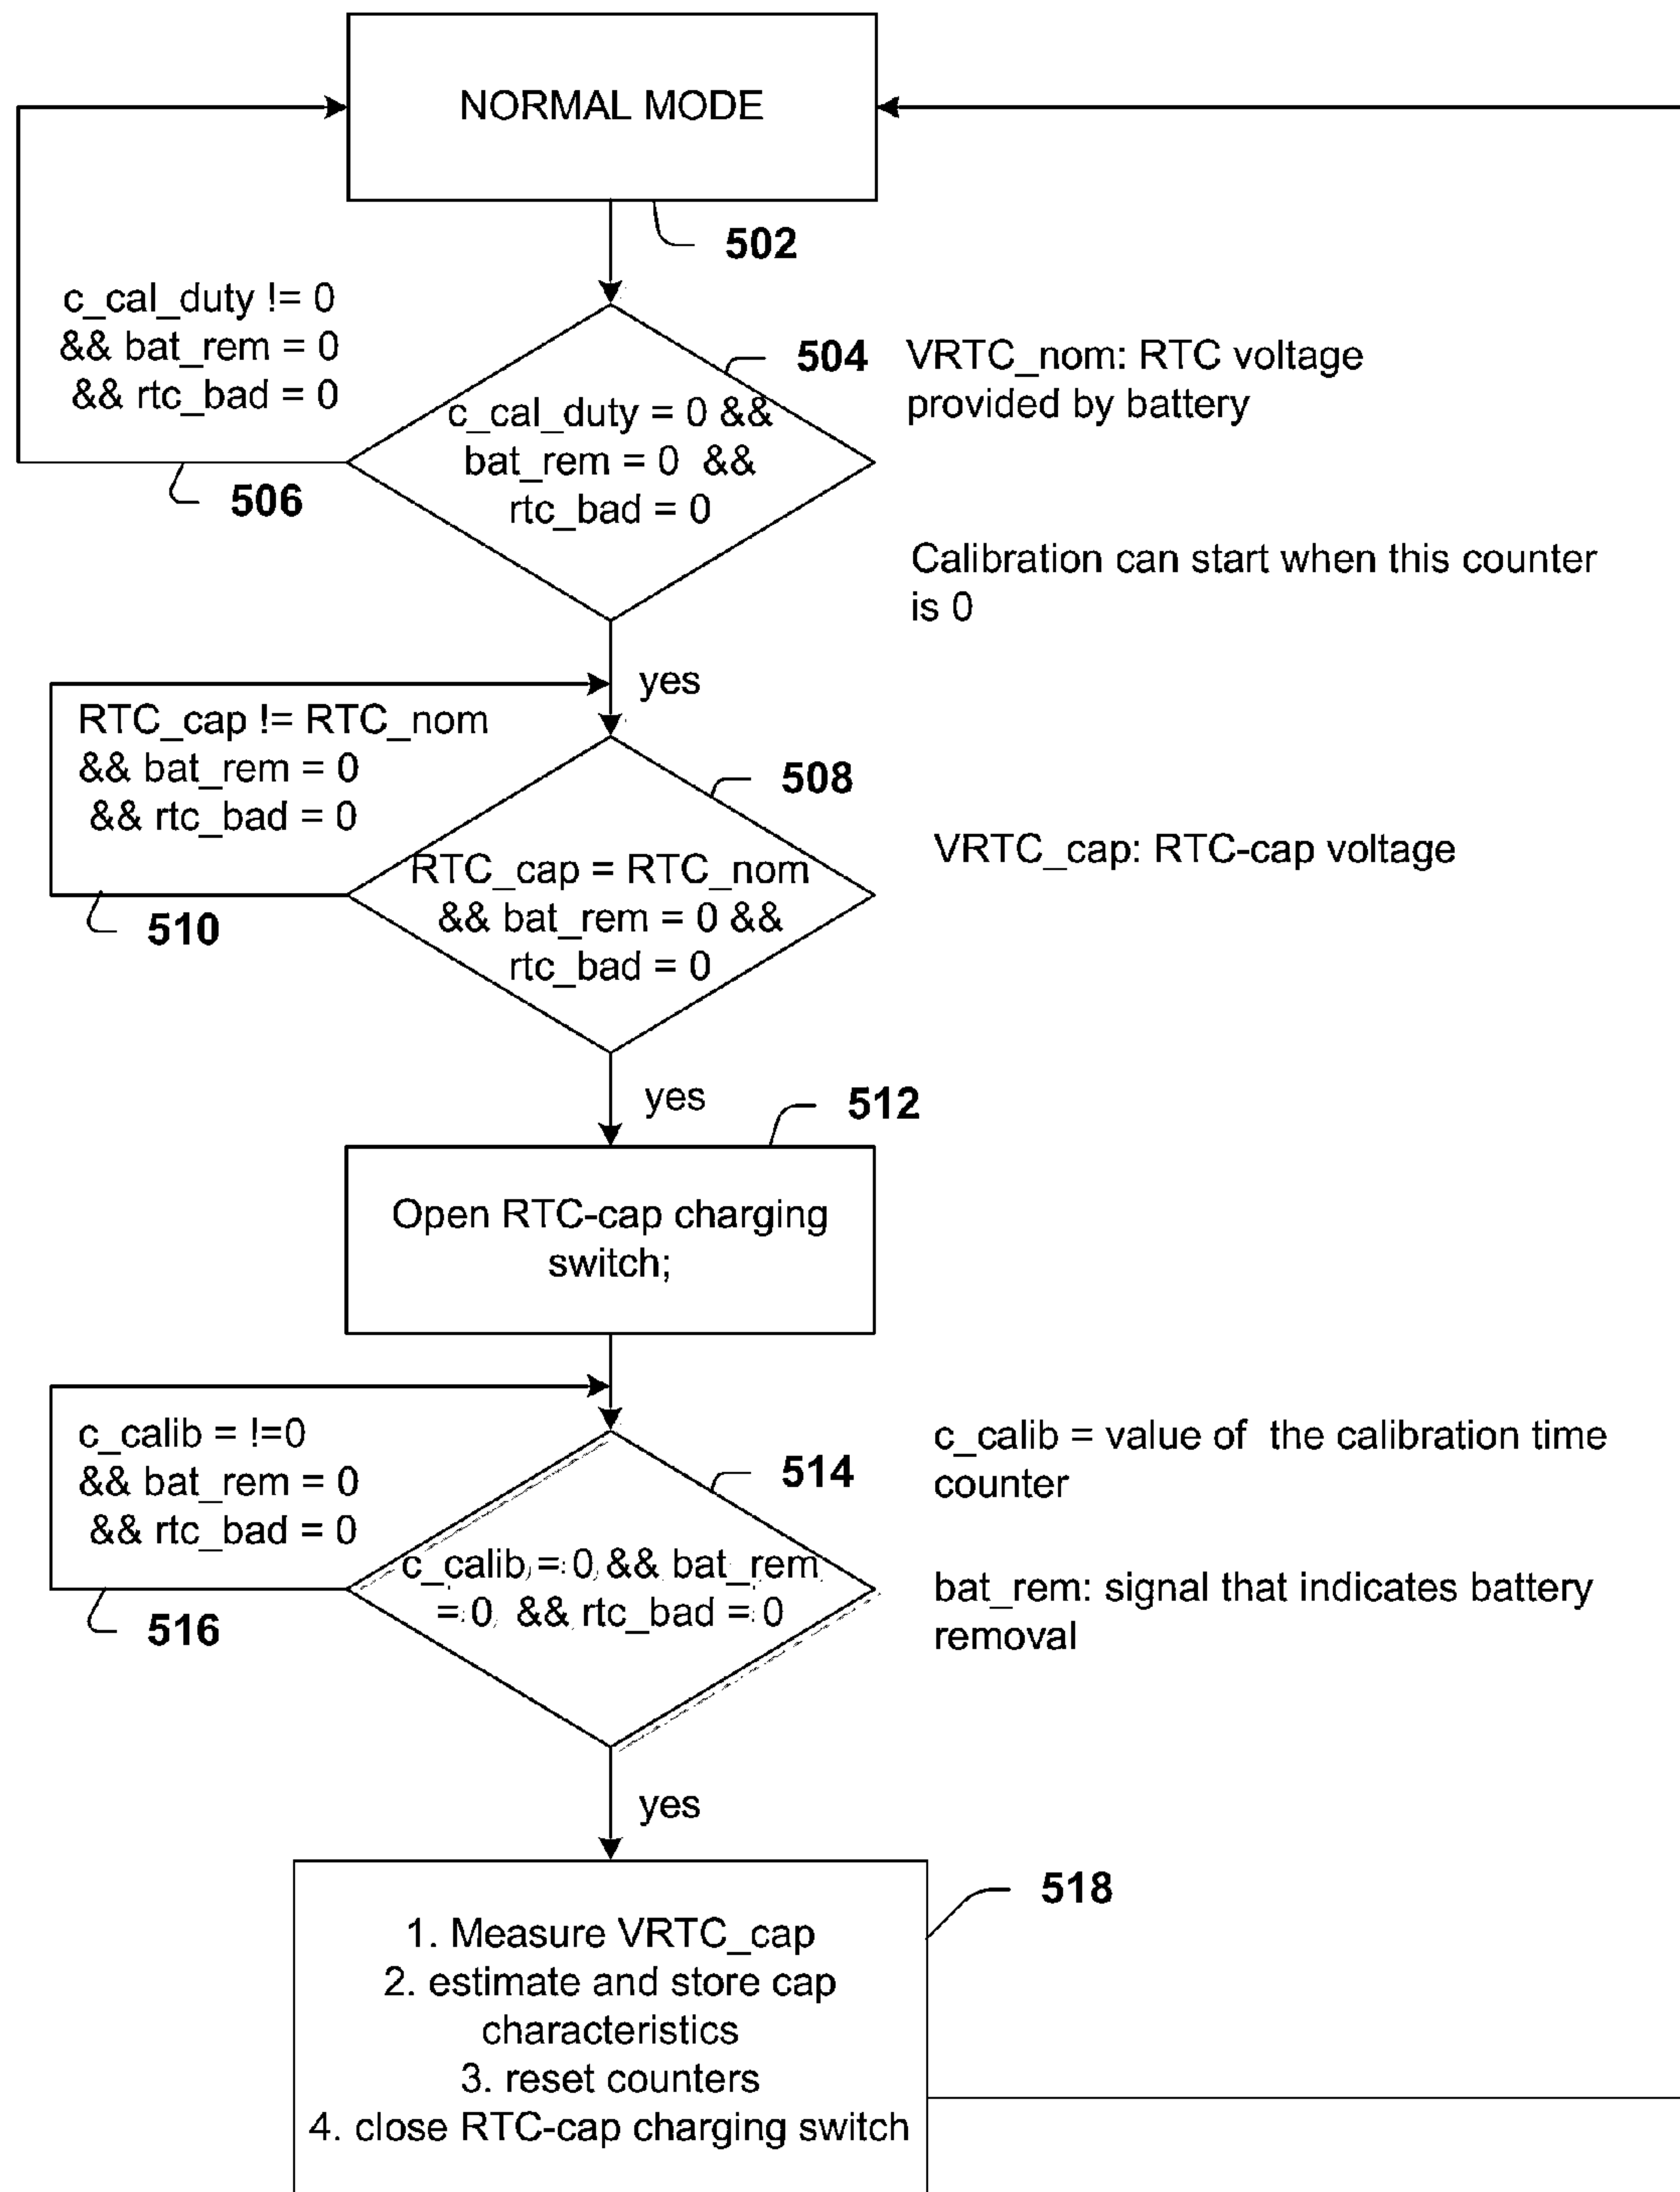 NORMAL MODE
502
c_cal_duty != 0
&& bat_rem = 0
&& rtc_bad = 0
506
504
c_cal_duty = 0 &&
bat_rem = 0 &&
rtc_bad = 0
VRTC_nom: RTC voltage
provided by battery
Calibration can start when this counter
is 0
yes
RTC_cap != RTC_nom
&& bat_rem = 0
&& rtc_bad = 0
510
508
RTC_cap = RTC_nom
&& bat_rem = 0 &&
rtc_bad = 0
VRTC_cap: RTC-cap voltage
yes
512
Open RTC-cap charging
switch;
c_calib = !=0
&& bat_rem = 0
&& rtc_bad = 0
516
514
c_calib = 0 && bat_rem
= 0 && rtc_bad = 0
c_calib = value of the calibration time
counter
bat_rem: signal that indicates battery
removal
yes
518
1. Measure VRTC_cap
2. estimate and store cap
characteristics
3. reset counters
4. close RTC-cap charging switch